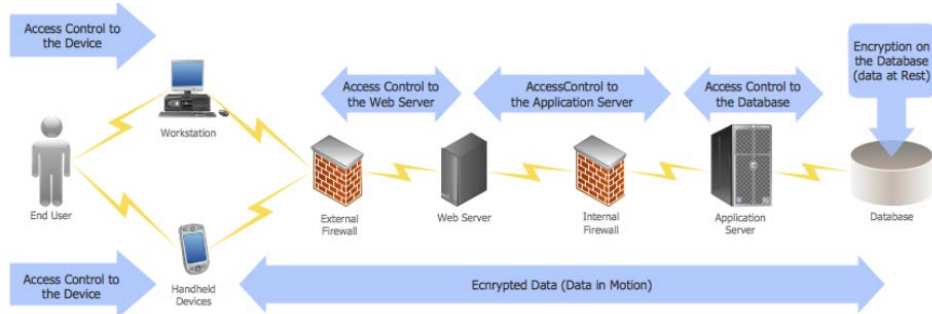 Access Control to
the Device
Encryption on
the Database
(data at Rest)
Access Control to
the Web Server
AccessControl to
the Application Server
Access Control to
the Database
Workstation
End User
External
Firewall
Web Server
Internal
Firewall
Application
Server
Database
Access Control to
the Device
Handheld
Devices
Ecnrypted Data (Data in Motion)